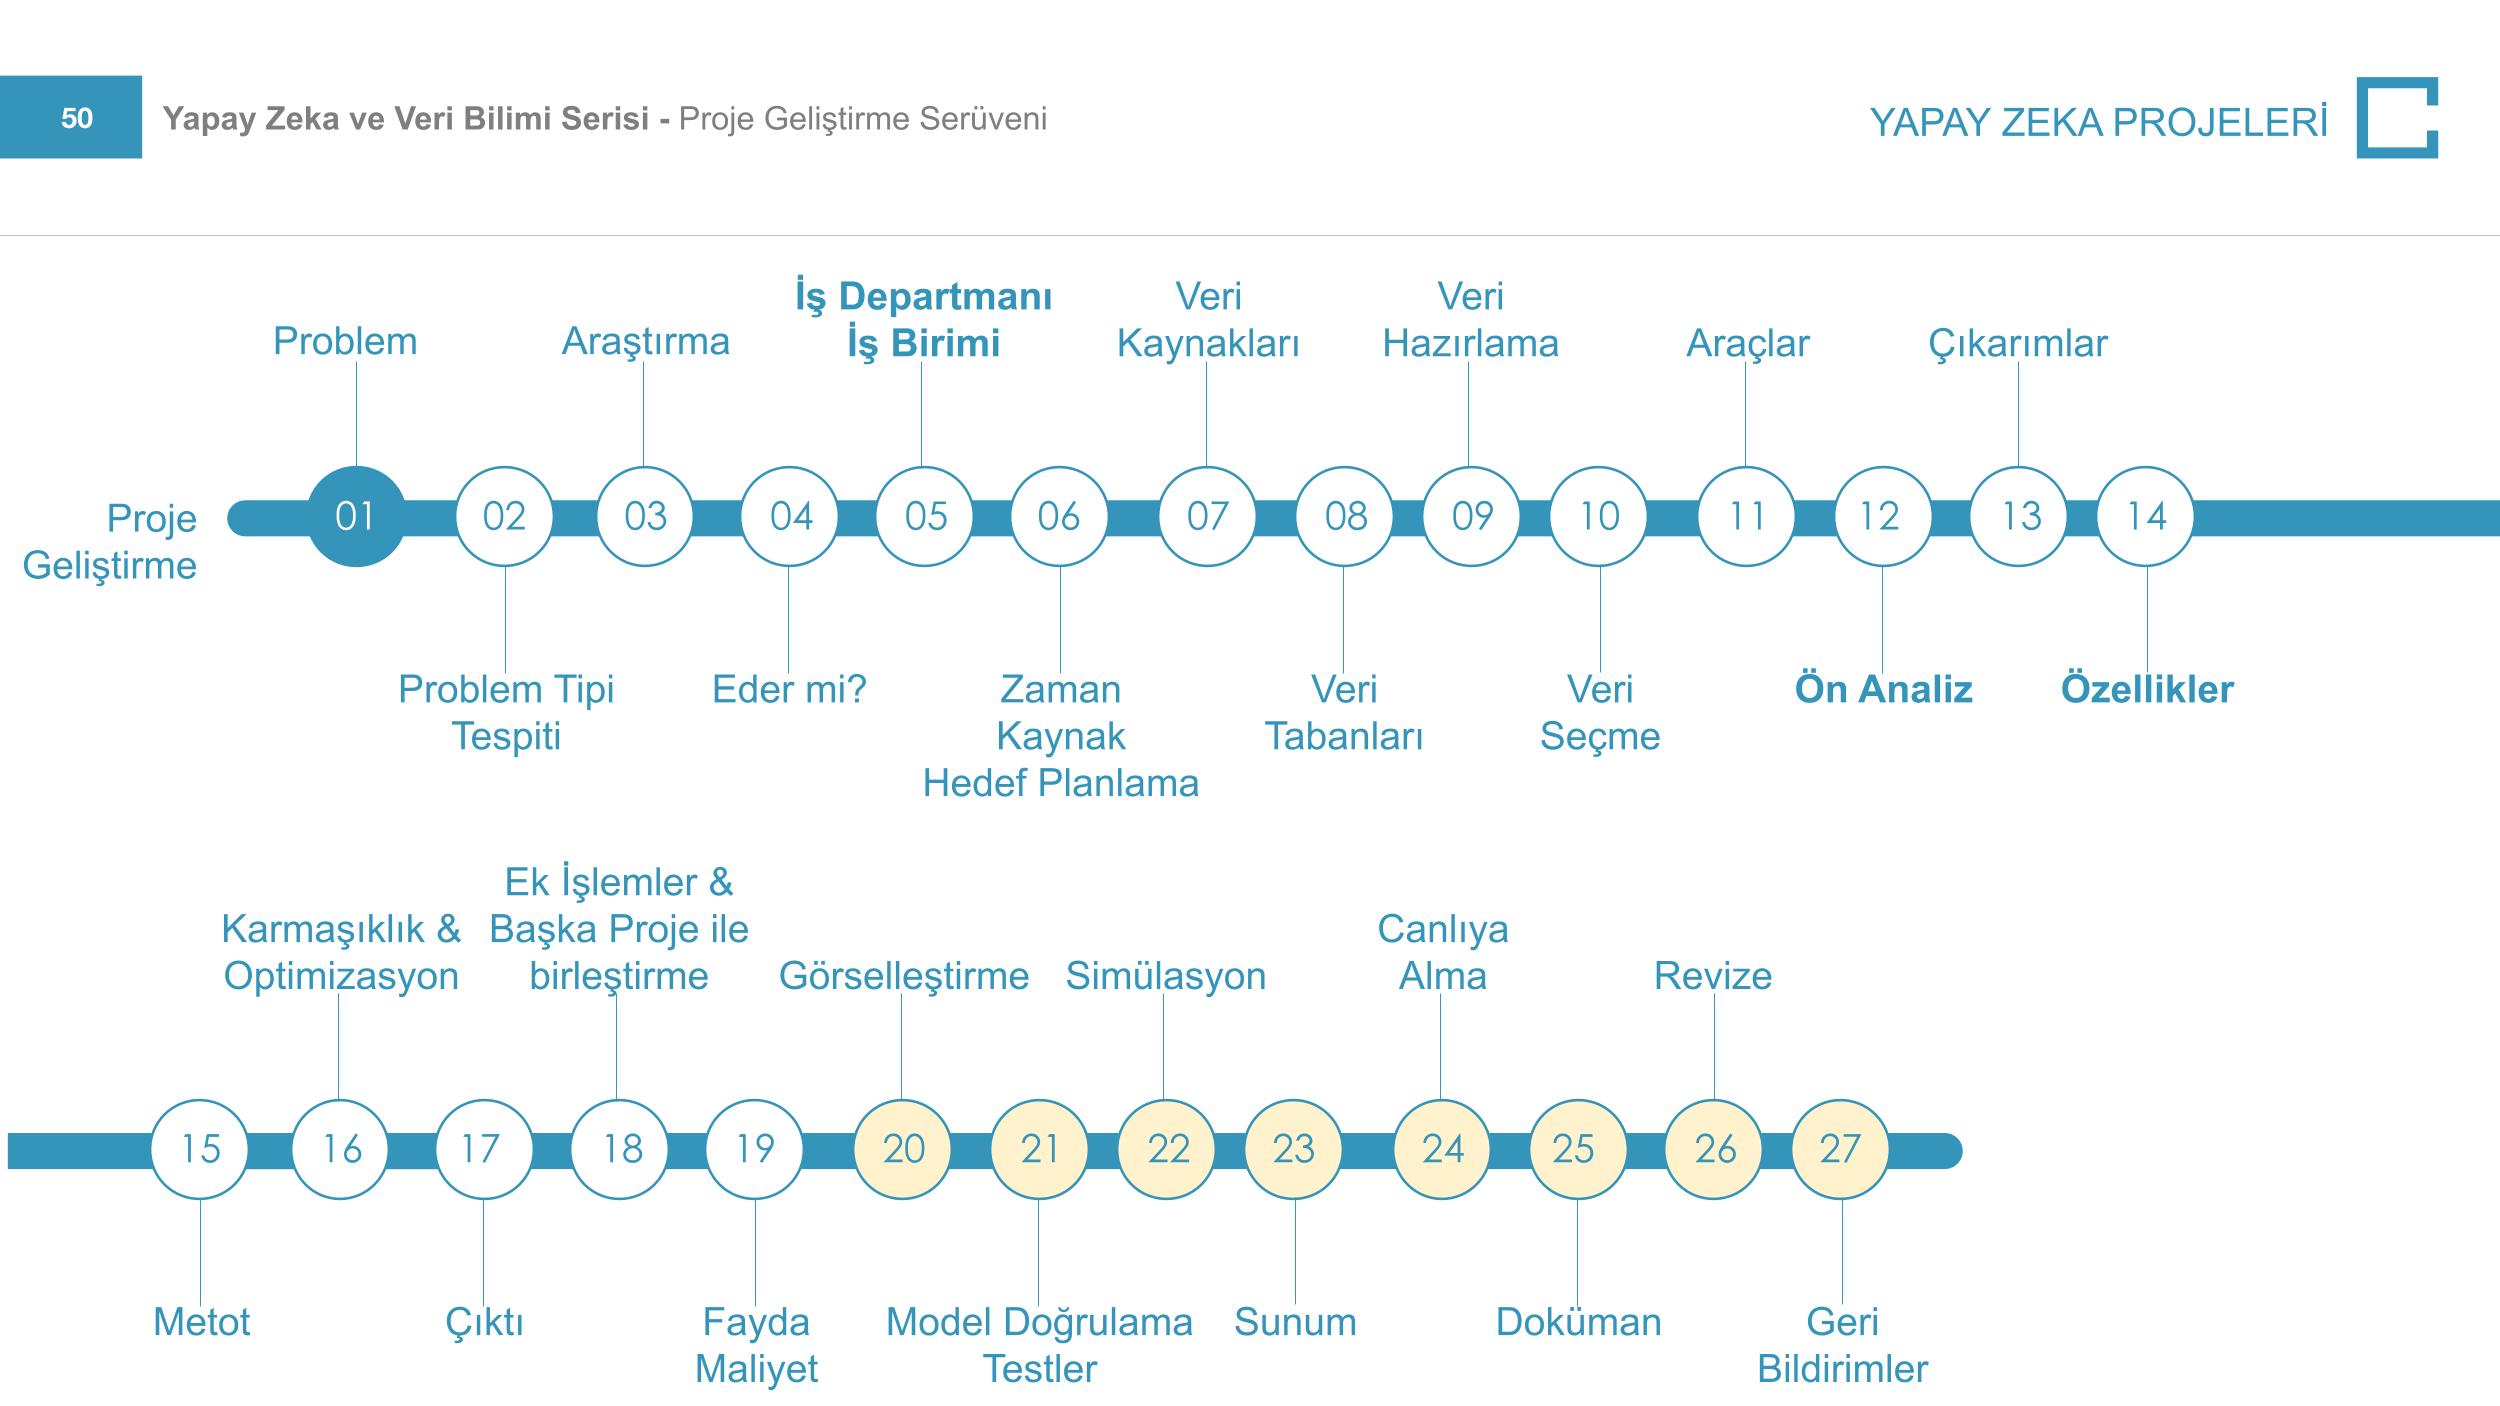 50
Yapay Zeka ve Veri Bilimi Serisi - Proje Geliştirme Serüveni
YAPAY ZEKA PROJELERİ
Proje
Geliştirme
Problem
Araştırma
İş Departmanı
İş Birimi
Veri
Kaynakları
Veri
Hazırlama
Araçlar
Çıkarımlar
01
02
03
04
05
06
07
08
09
10
11
12
13
14
Problem Tipi
Tespiti
Eder mi?
Zaman
Kaynak
Hedef Planlama
Veri
Tabanları
Veri
Seçme
Ön Analiz
Özellikler
Karmaşıklık &
Optimizasyon
Ek İşlemler &
Başka Proje ile
birleştirme
Görselleştirme
Simülasyon
Canlıya
Alma
Revize
15
16
17
18
19
20
21
22
23
24
25
26
27
Metot
Çıktı
Fayda
Maliyet
Model Doğrulama
Testler
Sunum
Doküman
Geri
Bildirimler